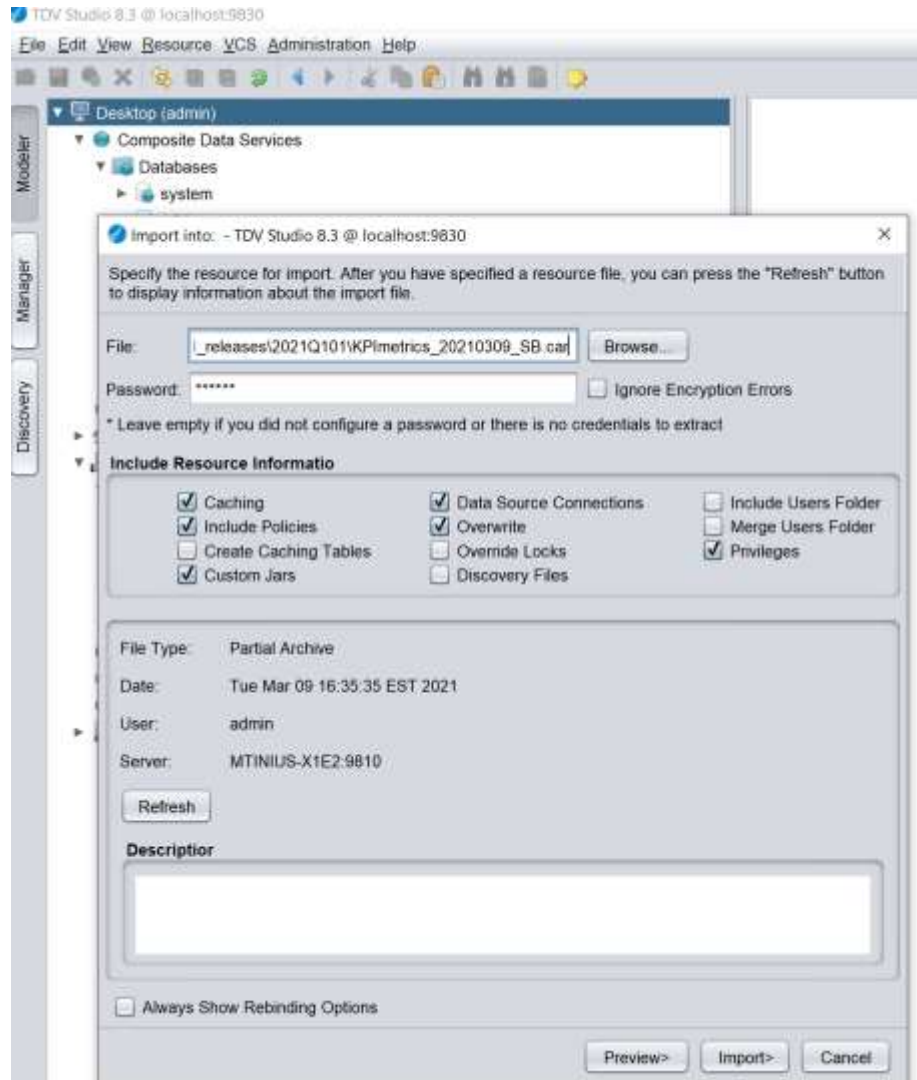 TDV Studio 8.3 @ localhost:9830
File Edit View Resource VCS Administration Help
Modeler
Manager
Discovery
Desktop (admin)
Composite Data Services
Databases
system
Import into: - TDV Studio 8.3 @ localhost:9830
Specify the resource for import. After you have specified a resource file, you can press the "Refresh" button
to display information about the import file.
File: _releases\2021Q101\KPImetrics_20210309_SB.car Browse...
Password: ****** Ignore Encryption Errors
* Leave empty if you did not configure a password or there is no credentials to extract
Include Resource Informatio
Caching Data Source Connections Include Users Folder
Include Policies Overwrite Merge Users Folder
Create Caching Tables Override Locks Privileges
Custom Jars Discovery Files
File Type: Partial Archive
Date: Tue Mar 09 16:35:35 EST 2021
User: admin
Server: MTINIUS-X1E2:9810
Refresh
Descriptior
Always Show Rebinding Options
Preview> Import> Cancel